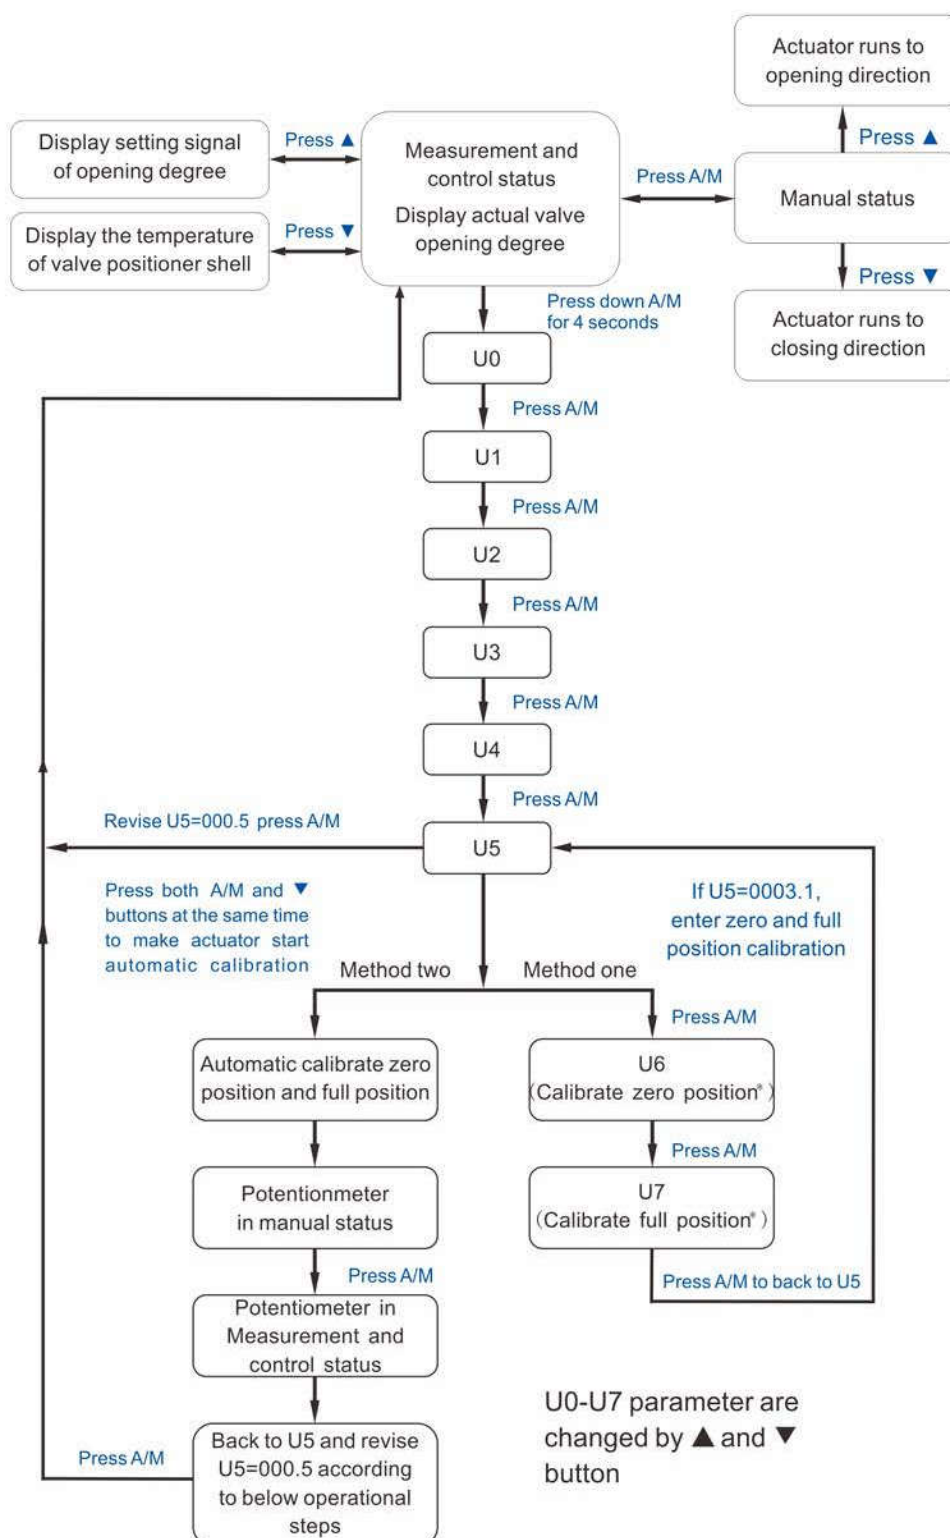 Actuator runs to
opening direction
Display setting signal
of opening degree
Press ▲
Measurement and
control status
Display actual valve
opening degree
Press A/M
Press ▲
Manual status
Display the temperature
of valve positioner shell
Press ▼
Press ▼
Actuator runs to
closing direction
Press down A/M
for 4 seconds
U0
Press A/M
U1
Press A/M
U2
Press A/M
U3
Press A/M
U4
Press A/M
Revise U5=000.5 press A/M
U5
Press both A/M and ▼
buttons at the same time
to make actuator start
automatic calibration
If U5=0003.1,
enter zero and full
position calibration
Method two
Method one
Press A/M
Automatic calibrate zero
position and full position
U6
(Calibrate zero position*)
Press A/M
Potentionmeter
in manual status
U7
(Calibrate full position*)
Press A/M
Press A/M to back to U5
Potentiometer in
Measurement and
control status
Press A/M
Back to U5 and revise
U5=000.5 according
to below operational
steps
U0-U7 parameter are
changed by ▲ and ▼
button